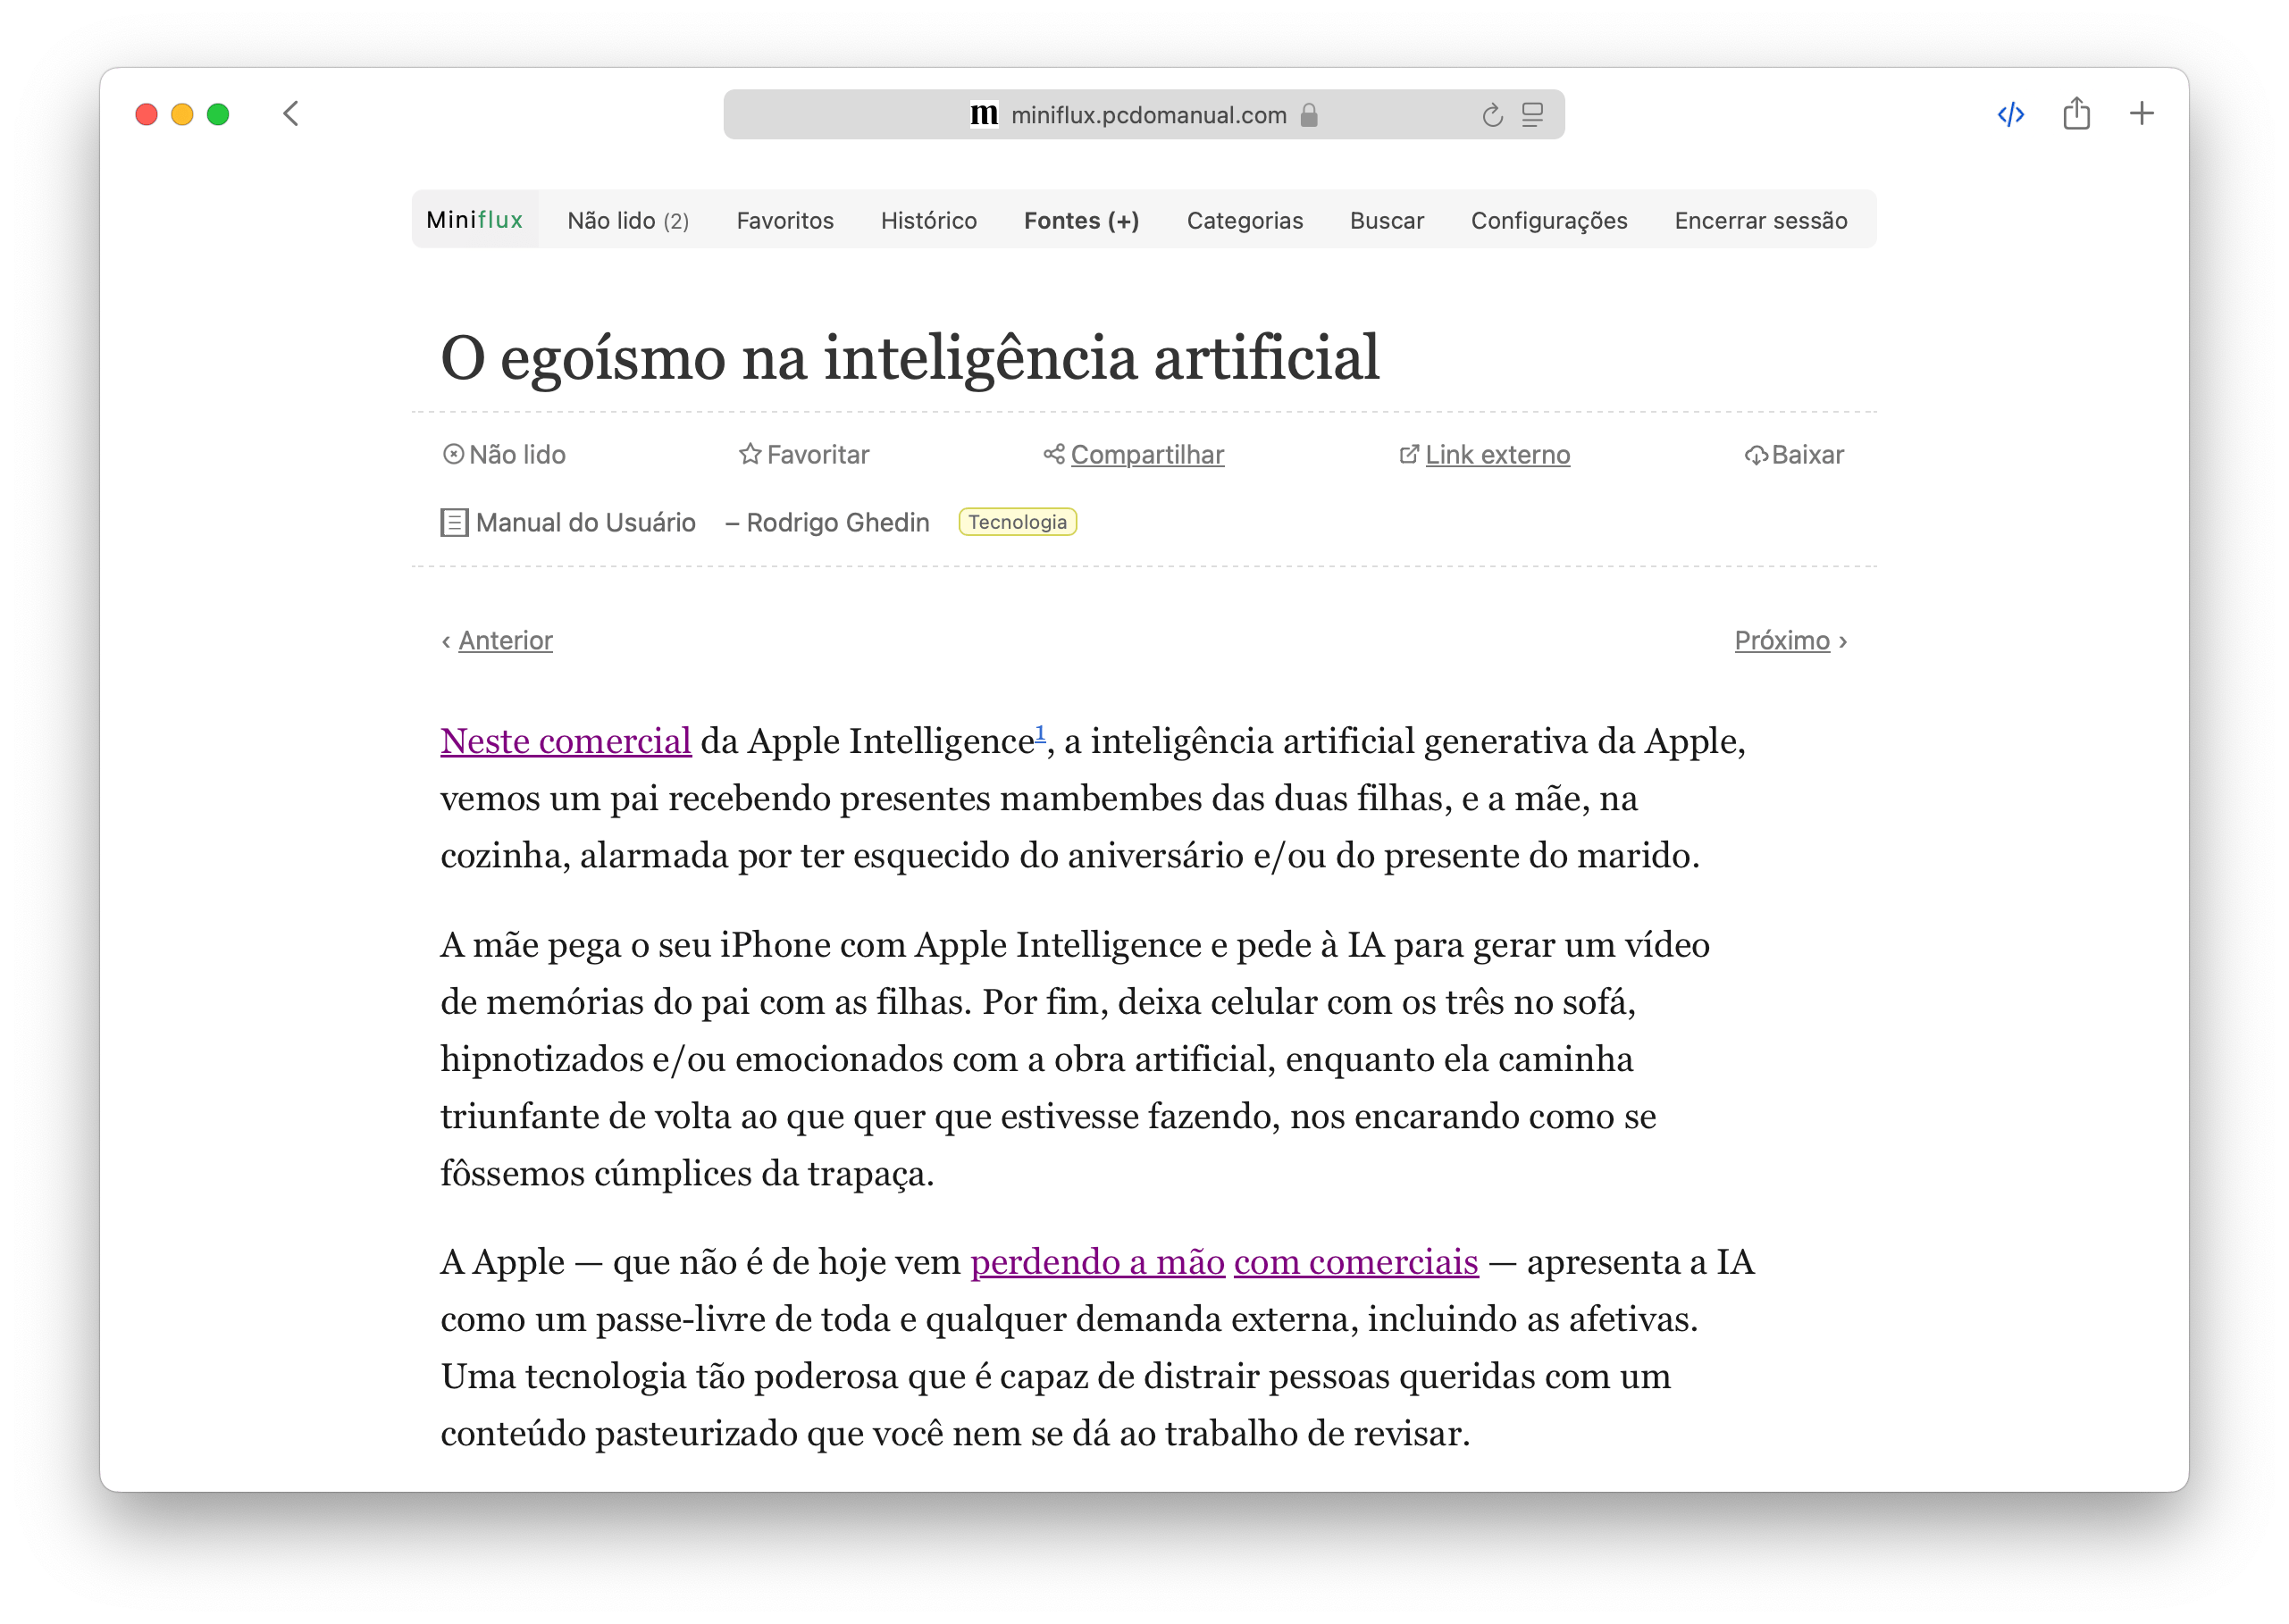 m miniflux.pcdomanual.com
</>
Miniflux Não lido (2) Favoritos Histórico Fontes (+) Categorias Buscar Configurações Encerrar sessão
O egoísmo na inteligência artificial
Não lido Favoritar Compartilhar Link externo Baixar
Manual do Usuário – Rodrigo Ghedin Tecnologia
‹ Anterior Próximo ›
Neste comercial da Apple Intelligence1, a inteligência artificial generativa da Apple,
vemos um pai recebendo presentes mambembes das duas filhas, e a mãe, na
cozinha, alarmada por ter esquecido do aniversário e/ou do presente do marido.
A mãe pega o seu iPhone com Apple Intelligence e pede à IA para gerar um vídeo
de memórias do pai com as filhas. Por fim, deixa celular com os três no sofá,
hipnotizados e/ou emocionados com a obra artificial, enquanto ela caminha
triunfante de volta ao que quer que estivesse fazendo, nos encarando como se
fôssemos cúmplices da trapaça.
A Apple — que não é de hoje vem perdendo a mão com comerciais — apresenta a IA
como um passe-livre de toda e qualquer demanda externa, incluindo as afetivas.
Uma tecnologia tão poderosa que é capaz de distrair pessoas queridas com um
conteúdo pasteurizado que você nem se dá ao trabalho de revisar.